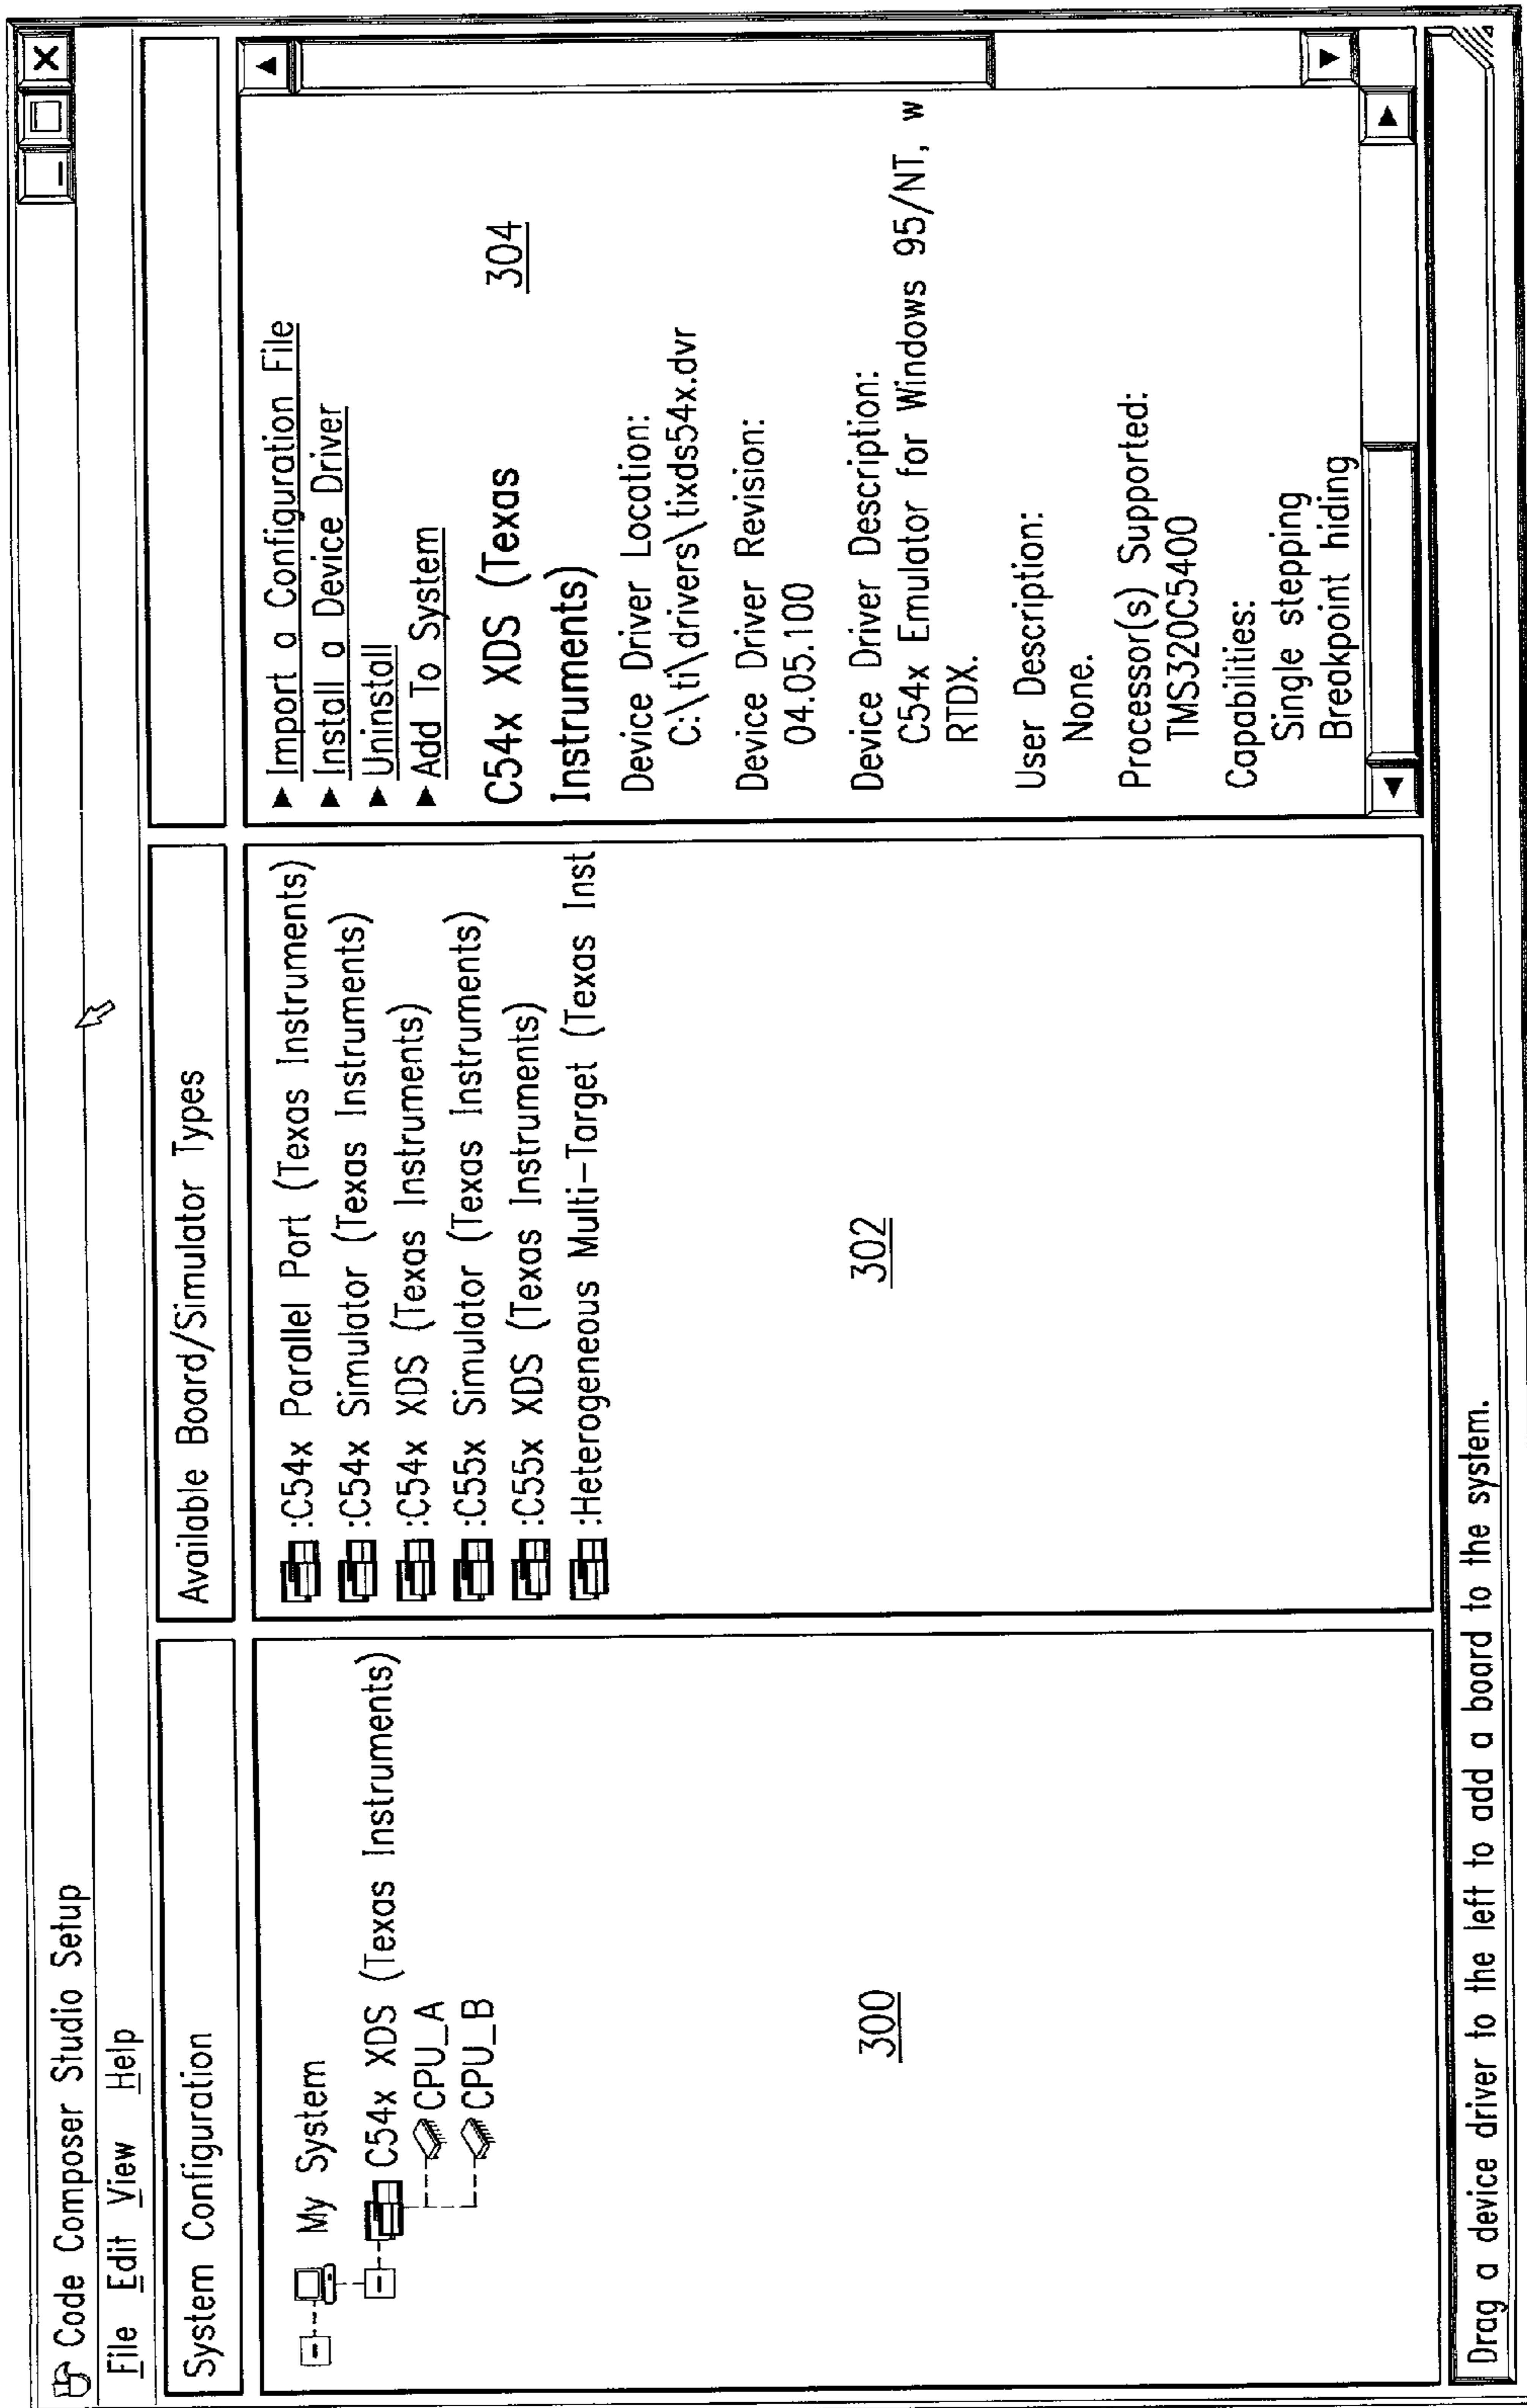 Code Composer Studio Setup
File Edit View Help
System Configuration
My System
C54x XDS (Texas Instruments)
CPU_A
CPU_B
300
Available Board/Simulator Types
:C54x Parallel Port (Texas Instruments)
:C54x Simulator (Texas Instruments)
:C54x XDS (Texas Instruments)
:C55x Simulator (Texas Instruments)
:C55x XDS (Texas Instruments)
:Heterogeneous Multi-Target (Texas Inst
302
Import a Configuration File
Install a Device Driver
Uninstall
Add To System
C54x XDS (Texas
Instruments)
304
Device Driver Location:
C:\ti\drivers\tixds54x.dvr
Device Driver Revision:
04.05.100
Device Driver Description:
C54x Emulator for Windows 95/NT, w
RTDX.
User Description:
None.
Processor(s) Supported:
TMS320C5400
Capabilities:
Single stepping
Breakpoint hiding
Drag a device driver to the left to add a board to the system.